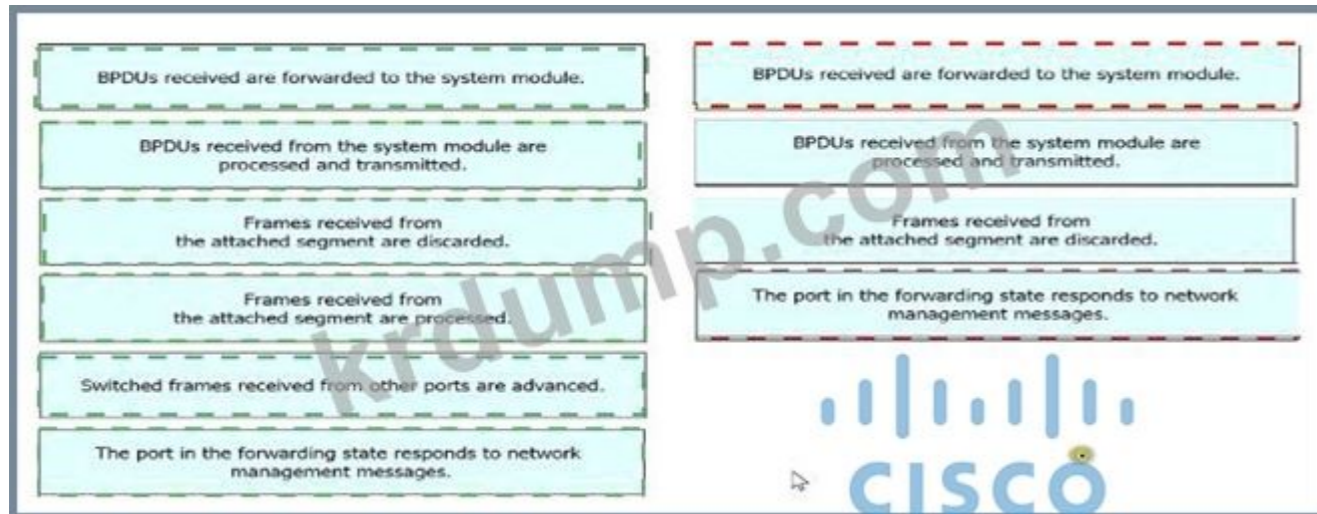 BPDUs received are forwarded to the system module.
BPDUs received from the system module are
processed and transmitted.
Frames received from
the attached segment are discarded.
Frames received from
the attached segment are processed.
Switched frames received from other ports are advanced.
The port in the forwarding state responds to network
management messages.
BPDUs received are forwarded to the system module.
BPDUs received from the system module are
processed and transmitted.
Frames received from
the attached segment are discarded.
The port in the forwarding state responds to network
management messages.
krdump.com
CISCO